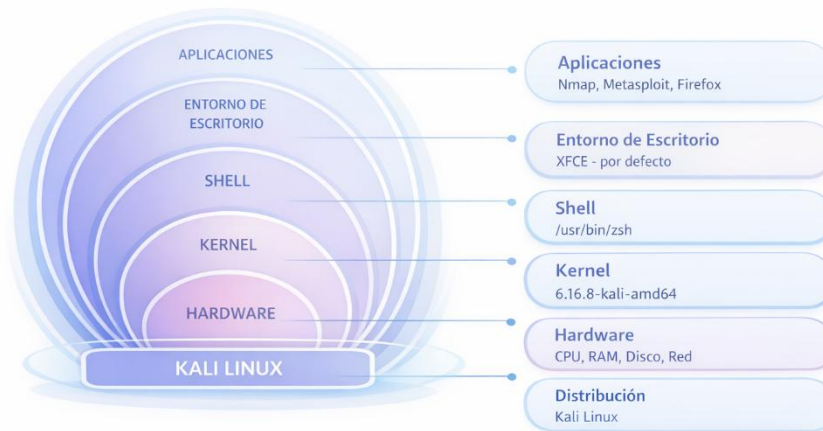 APLICACIONES
ENTORNO DE
ESCRITORIO
SHELL
KERNEL
HARDWARE
KALI LINUX
Aplicaciones
Nmap, Metasploit, Firefox
Entorno de Escritorio
XFCE - por defecto
Shell
/usr/bin/zsh
Kernel
6.16.8-kali-amd64
Hardware
CPU, RAM, Disco, Red
Distribución
Kali Linux